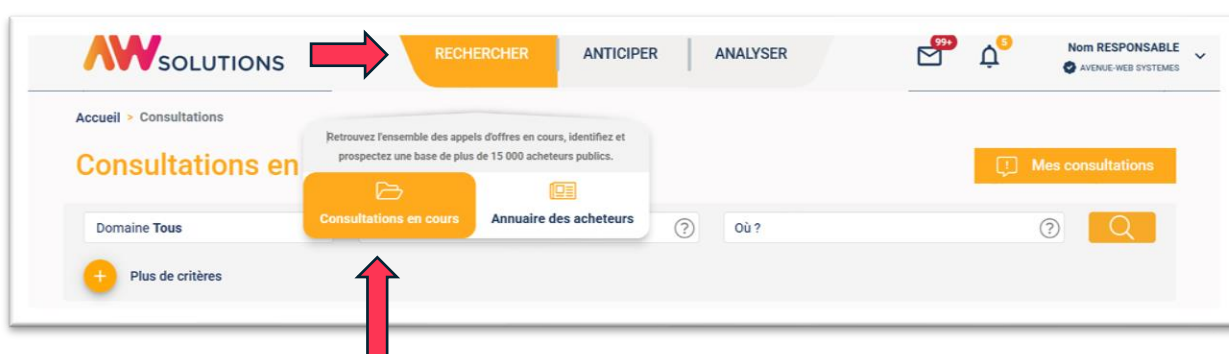 AW SOLUTIONS
RECHERCHER
ANTICIPER
ANALYSER
99+
5
Nom RESPONSABLE
AVENUE-WEB SYSTEMES
Accueil > Consultations
Retrouvez l'ensemble des appels d'offres en cours, identifiez et
prospectez une base de plus de 15 000 acheteurs publics.
Consultations en
Mes consultations
Consultations en cours
Annuaire des acheteurs
Domaine Tous
?
Où ?
?
+ Plus de critères